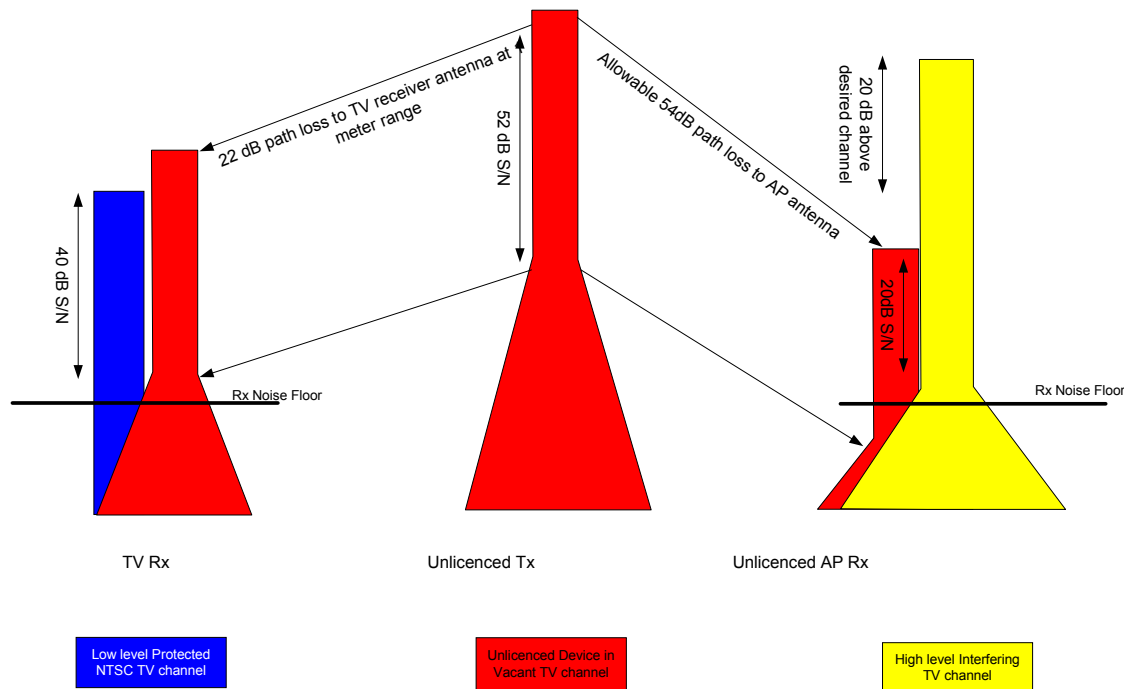 22 dB path loss to TV receiver antenna at 1
meter range
52 dB S/N
Allowable 54dB path loss to AP antenna
20 dB above
desired channel
40 dB S/N
20dB S/N
Rx Noise Floor
Rx Noise Floor
TV Rx
Unlicenced Tx
Unlicenced AP Rx
Low level Protected
NTSC TV channel
Unlicenced Device in
Vacant TV channel
High level Interfering
TV channel